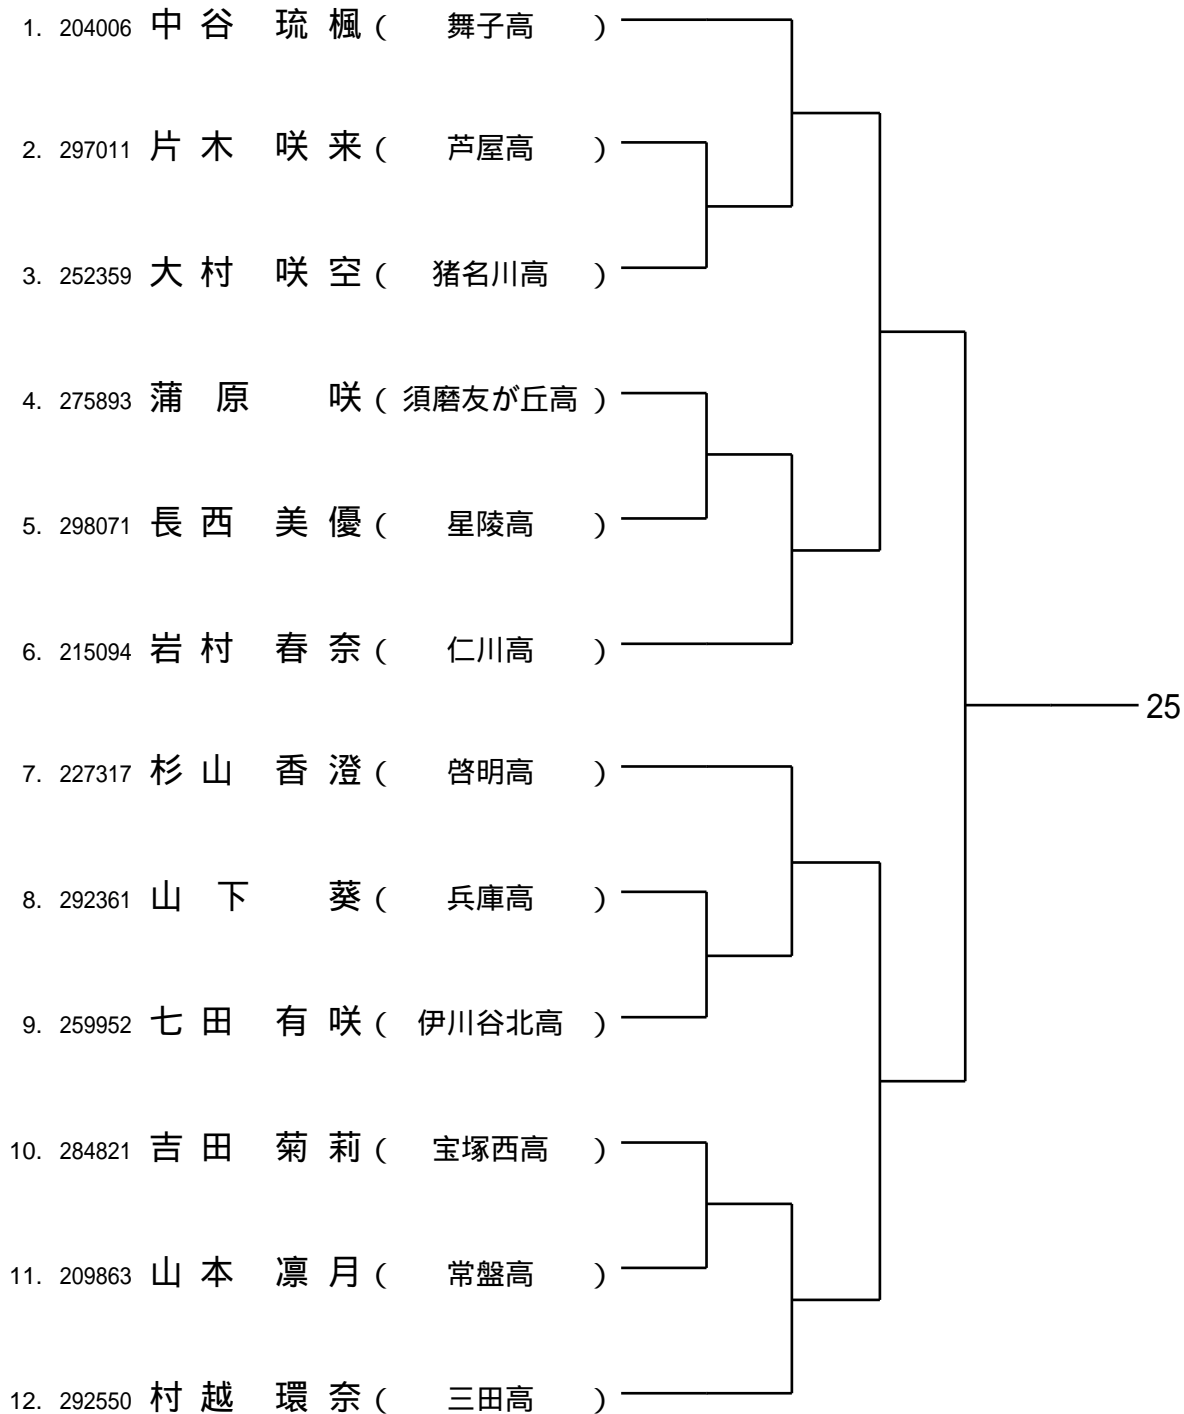 1. 204006 中谷 琉楓 ( 舞子高 )
2. 297011 片木 咲来 ( 芦屋高 )
3. 252359 大村 咲空 ( 猪名川高 )
4. 275893 蒲原 咲 ( 須磨友が丘高 )
5. 298071 長西 美優 ( 星陵高 )
6. 215094 岩村 春奈 ( 仁川高 )
25
7. 227317 杉山 香澄 ( 啓明高 )
8. 292361 山下 葵 ( 兵庫高 )
9. 259952 七田 有咲 ( 伊川谷北高 )
10. 284821 吉田 菊莉 ( 宝塚西高 )
11. 209863 山本 凛月 ( 常盤高 )
12. 292550 村越 環奈 ( 三田高 )